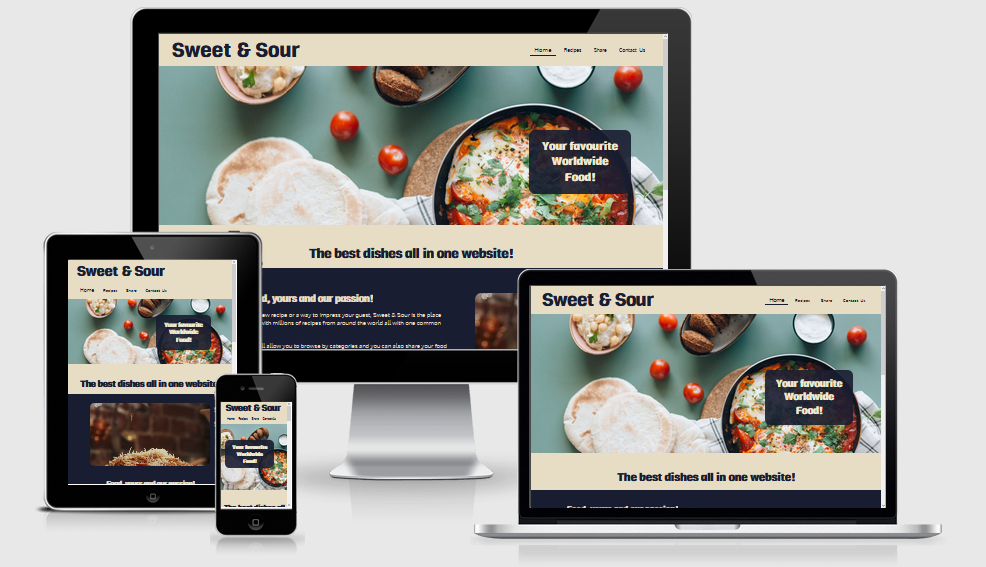 Sweet & Sour
Home Recipes Share Contact Us
Your favourite
Worldwide
Food!
The best dishes all in one website!
d, yours and our passion!
ew recipe or a way to impress your guest, Sweet & Sour is the place
with millions of recipes from around the world all with one common
ll allow you to browse by categories and you can also share your food
Sweet & Sour
Home Recipes Share Contact Us
Your favourite
Worldwide
Food!
The best dishes all in one website
Food, yours and our passion!
Sweet & Sour
Home Recipes Share Contact Us
Your favourite
Worldwide
Food!
The best dishes all
Sweet & Sour
Home Recipes Share Contact Us
Your favourite
Worldwide
Food!
The best dishes all in one website!
Food, yours and our passion!